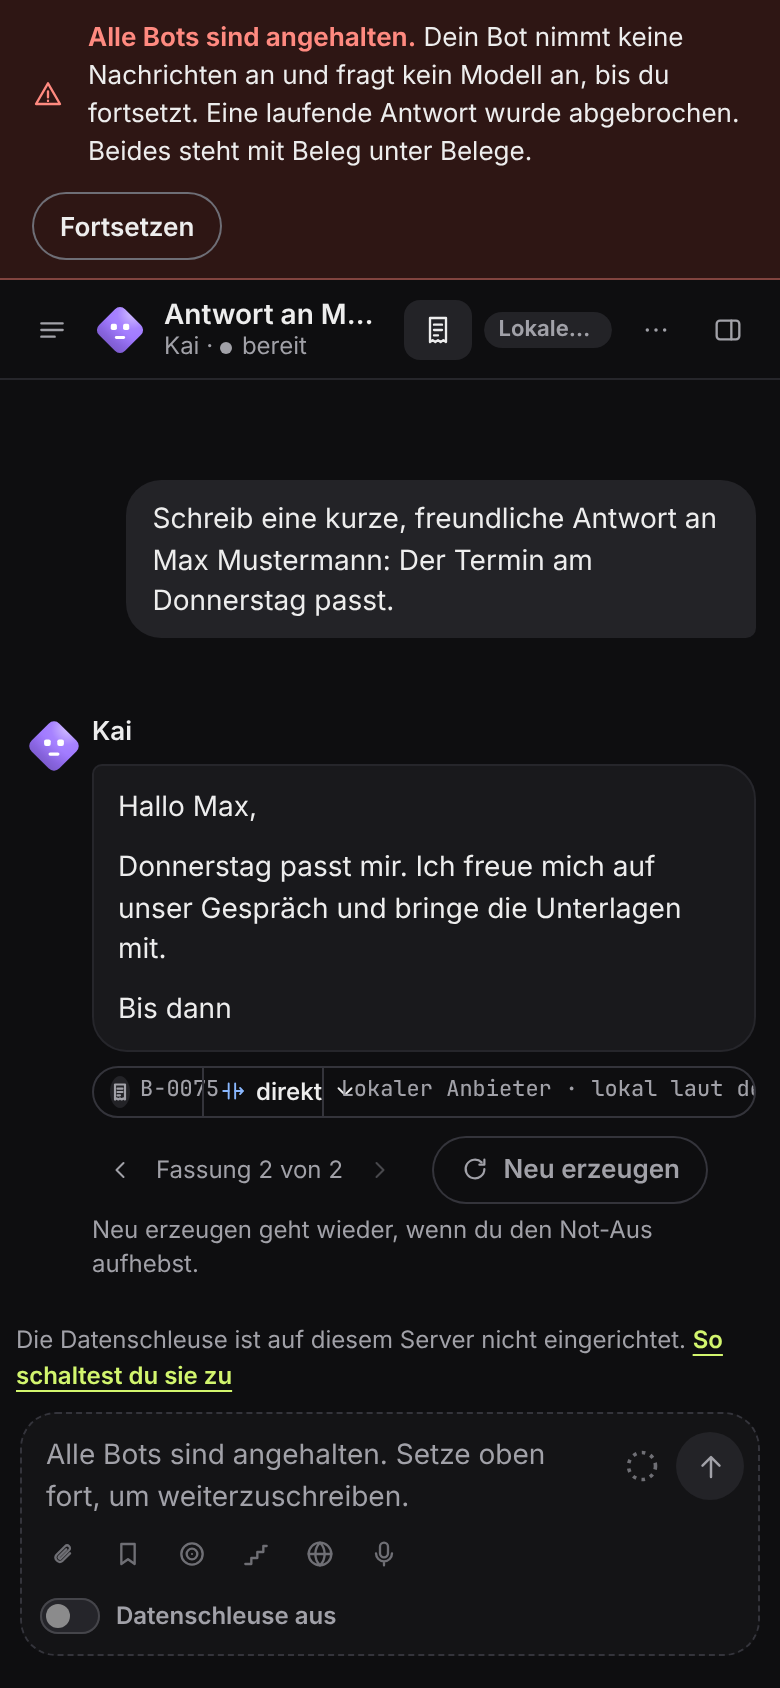 Alle Bots sind angehalten. Dein Bot nimmt keine
Nachrichten an und fragt kein Modell an, bis du
fortsetzt. Eine laufende Antwort wurde abgebrochen.
Beides steht mit Beleg unter Belege.
Fortsetzen
Antwort an M…
Lokale…
Kai · bereit
Schreib eine kurze, freundliche Antwort an
Max Mustermann: Der Termin am
Donnerstag passt.
Kai
Hallo Max,
Donnerstag passt mir. Ich freue mich auf
unser Gespräch und bringe die Unterlagen
mit.
Bis dann
B-0075 direkt Lokaler Anbieter · lokal laut
Fassung 2 von 2
Neu erzeugen
Neu erzeugen geht wieder, wenn du den Not-Aus
aufhebst.
Die Datenschleuse ist auf diesem Server nicht eingerichtet. So
schaltest du sie zu
Alle Bots sind angehalten. Setze oben
fort, um weiterzuschreiben.
Datenschleuse aus